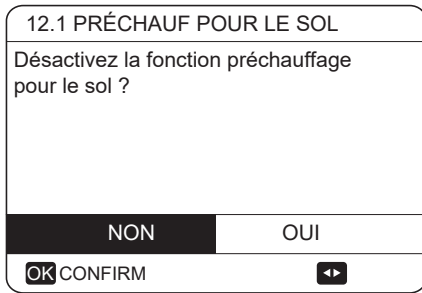 12.1 PRÉCHAUF POUR LE SOL
Désactivez la fonction préchauffage
pour le sol ?
NON OUI
OK CONFIRM